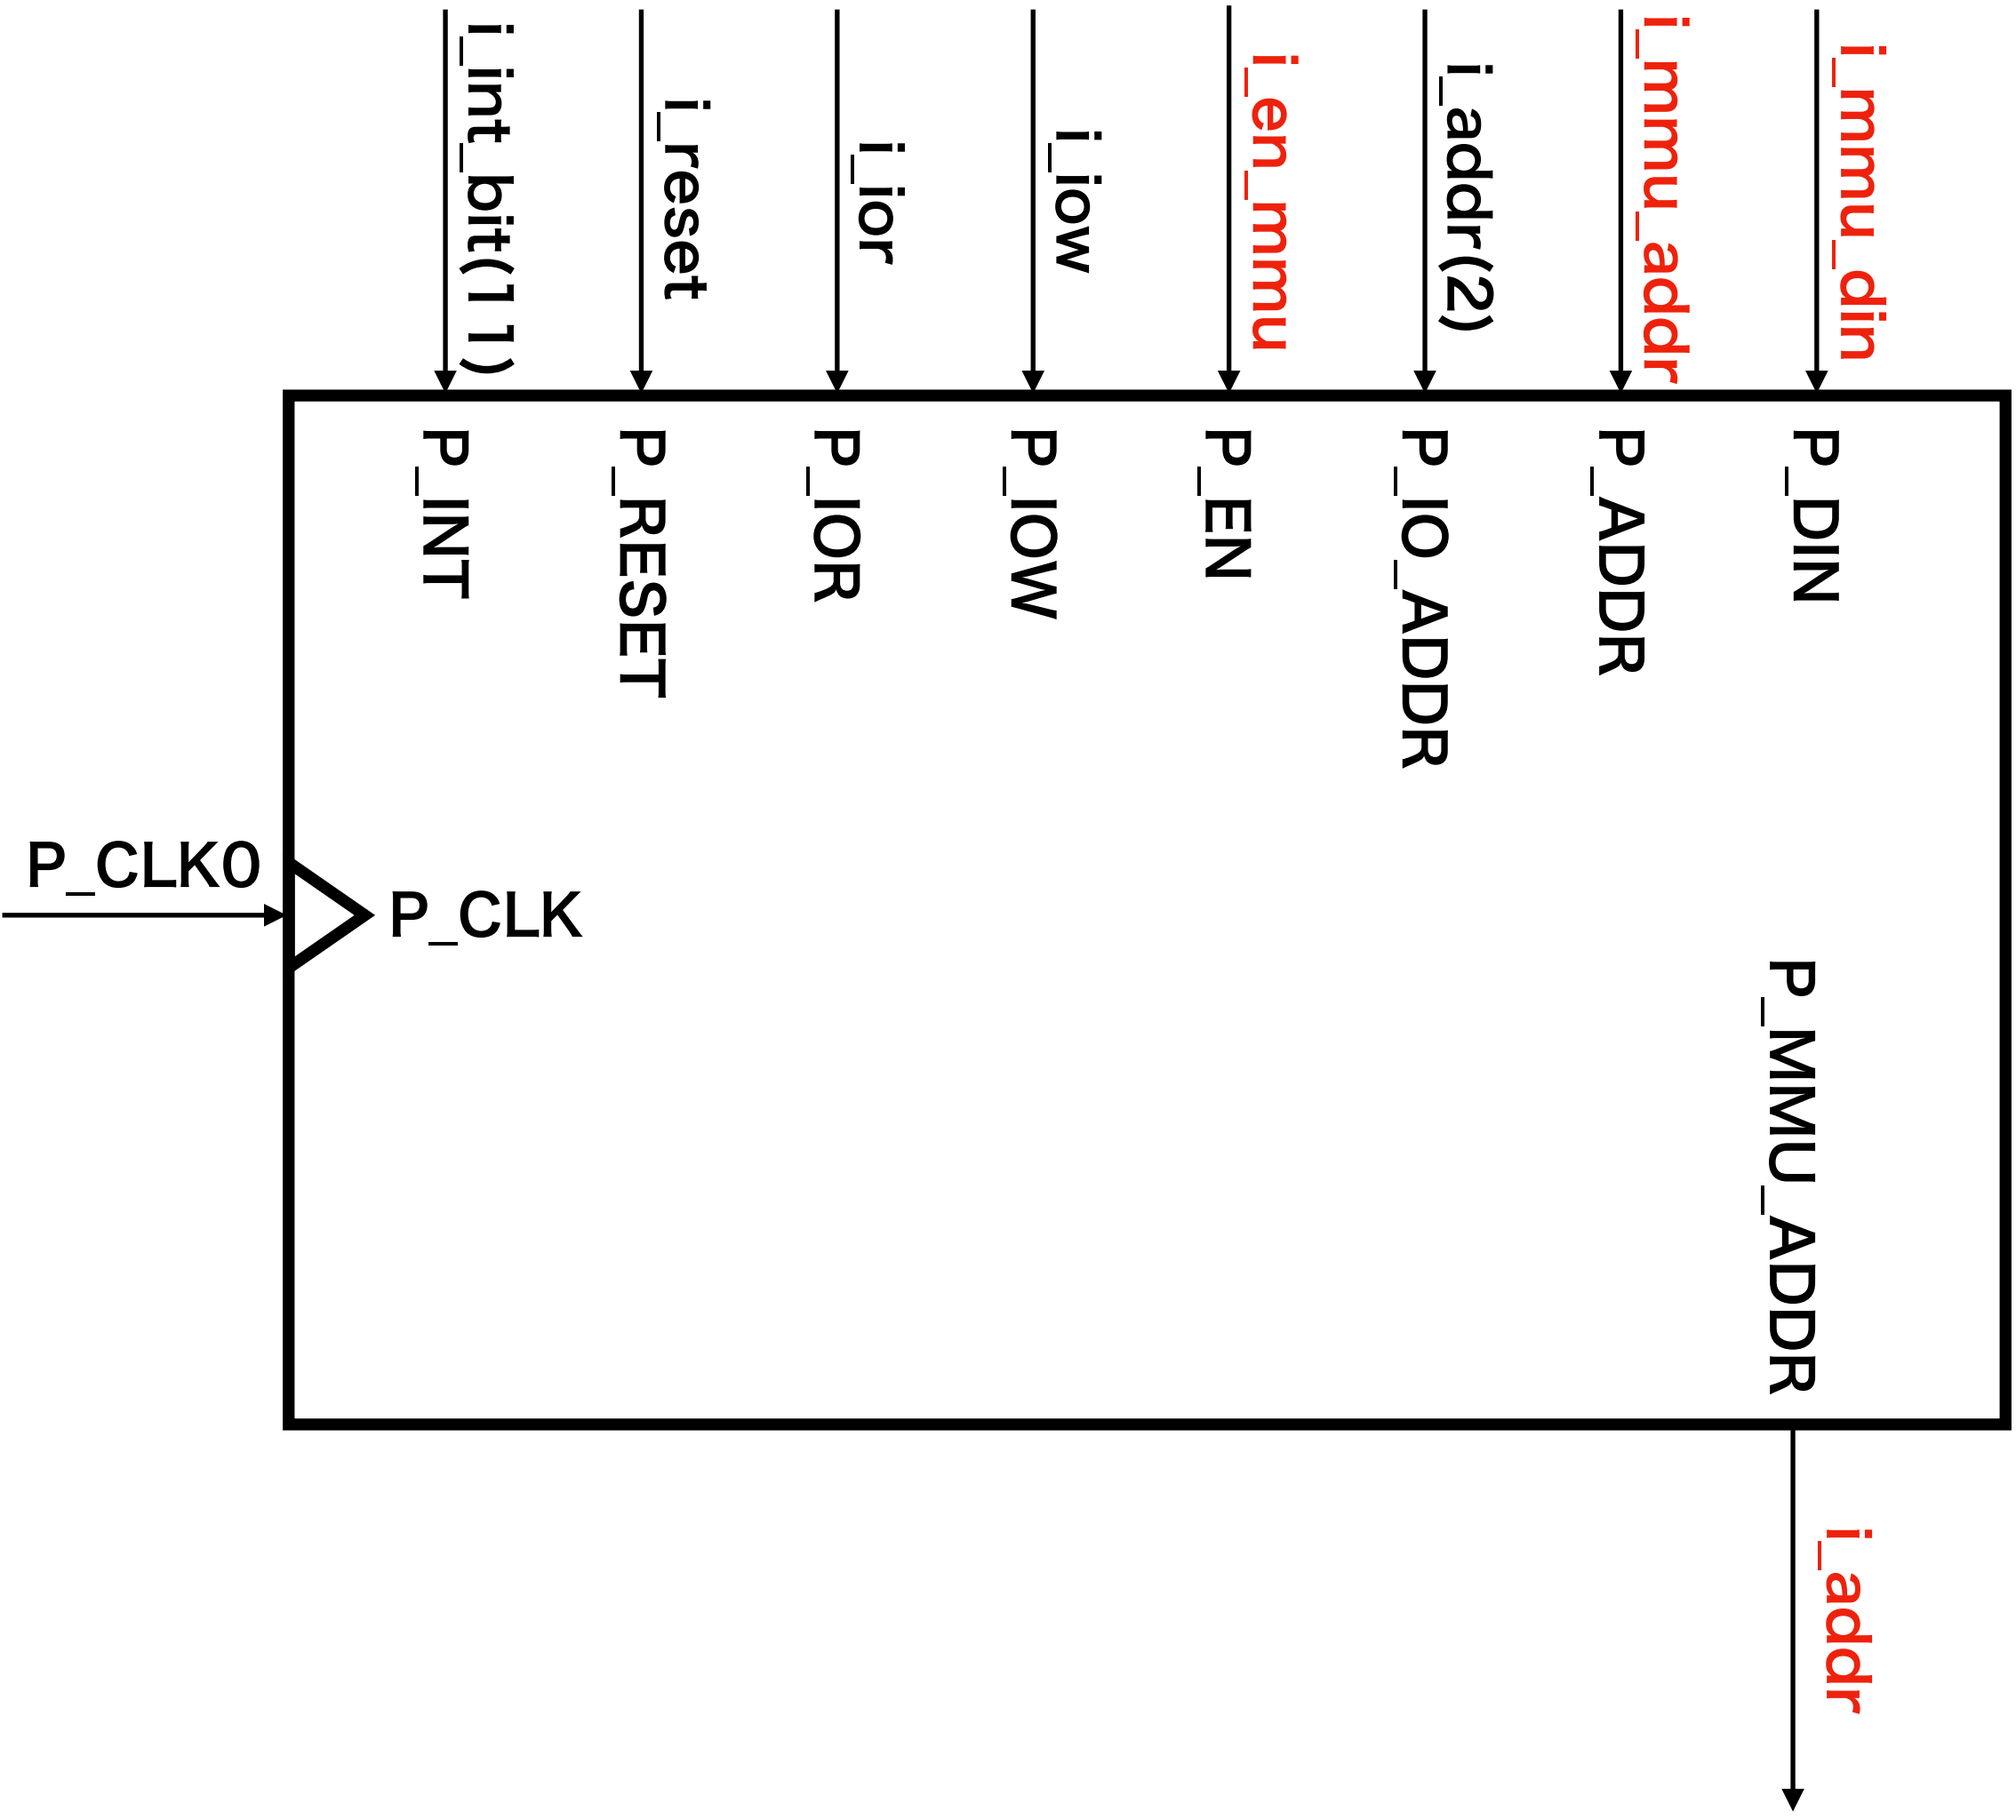 i_int_bit(11)
i_reset
i_ior
i_iow
i_en_mmu
i_addr(2)
i_mmu_addr
i_mmu_din
P_INT
P_RESET
P_IOR
P_IOW
P_EN
P_IO_ADDR
P_ADDR
P_DIN
P_CLK0
P_CLK
P_MMU_ADDR
i_addr